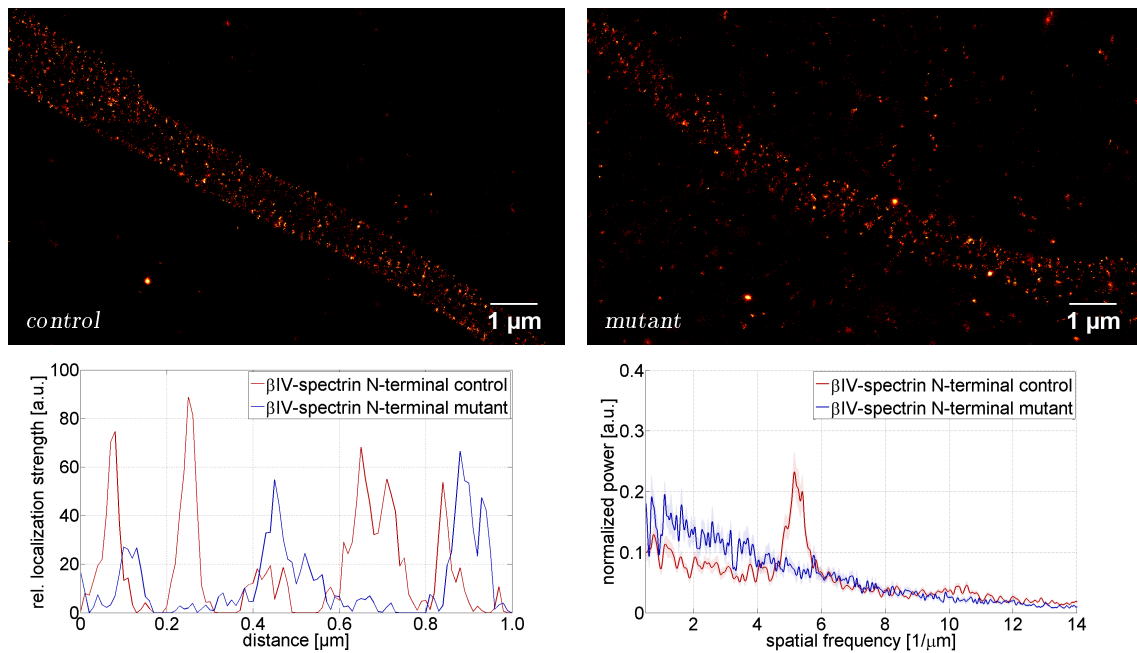 control
1 µm
mutant
1 µm
rel. localization strength [a.u.]
100
80
60
40
20
0
βIV-spectrin N-terminal control
βIV-spectrin N-terminal mutant
0 0.2 0.4 0.6 0.8 1.0
distance [µm]
normalized power [a.u.]
0.4
0.3
0.2
0.1
0
βIV-spectrin N-terminal control
βIV-spectrin N-terminal mutant
2 4 6 8 10 12 14
spatial frequency [1/µm]